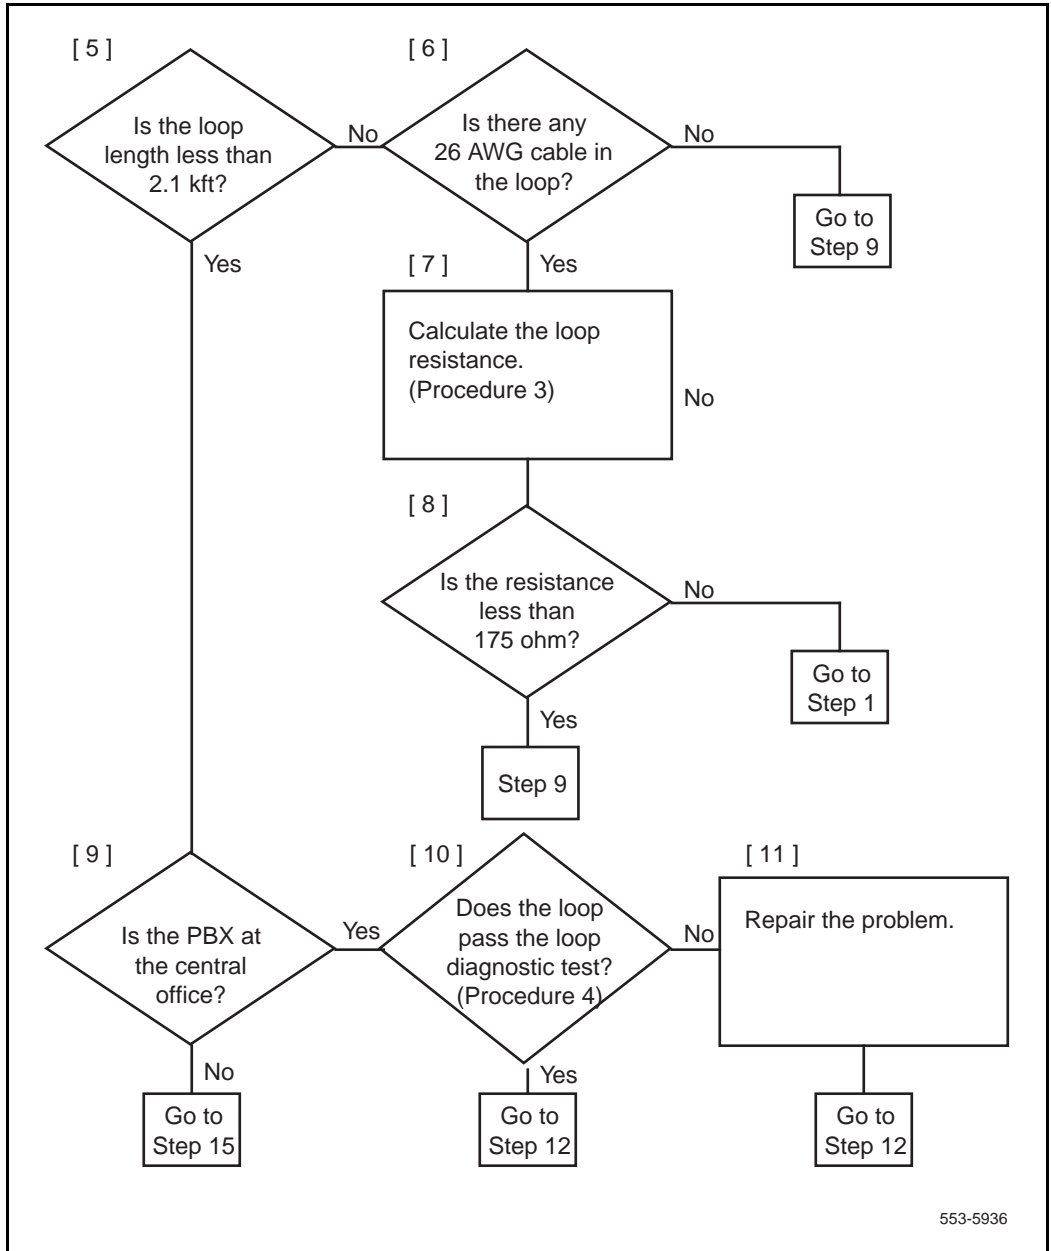 [ 5 ]
[ 6 ]
Is the loop
length less than
2.1 kft?
No
Is there any
26 AWG cable in
the loop?
No
Go to
Step 9
Yes
[ 7 ]
Yes
Calculate the loop
resistance.
(Procedure 3)
No
[ 8 ]
Is the resistance
less than
175 ohm?
No
Go to
Step 1
Yes
Step 9
[ 9 ]
[ 10 ]
[ 11 ]
Is the PBX at
the central
office?
Yes
Does the loop
pass the loop
diagnostic test?
(Procedure 4)
No
Repair the problem.
No
Yes
Go to
Step 15
Go to
Step 12
Go to
Step 12
553-5936